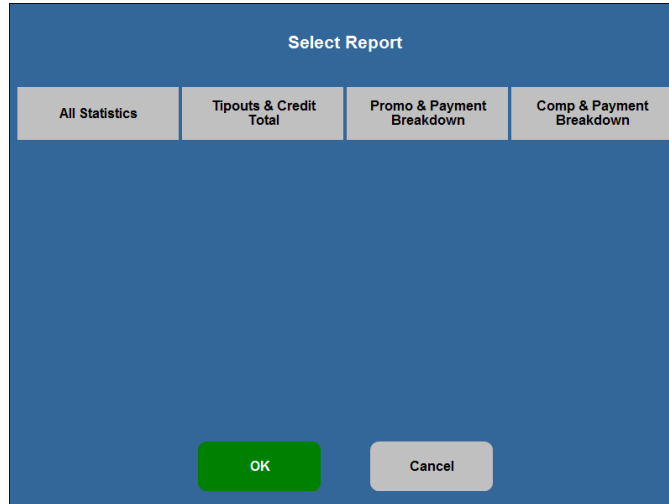 Select Report
All Statistics
Tipouts & Credit
Total
Promo & Payment
Breakdown
Comp & Payment
Breakdown
OK
Cancel